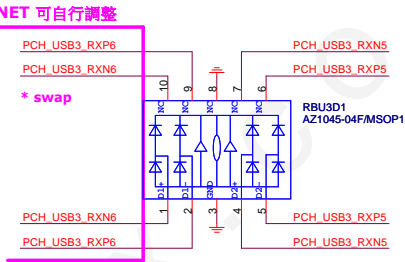 NET 可自行調整
PCH_USB3_RXP6
PCH_USB3_RXN5
PCH_USB3_RXN6
PCH_USB3_RXP5
* swap
10
9
8
7
6
NC
NC
NC
NC
RBU3D1
AZ1045-04F/MSOP1
D1+
D1-
GND
D2+
D2-
1
2
3
4
5
PCH_USB3_RXN6
PCH_USB3_RXP5
PCH_USB3_RXP6
PCH_USB3_RXN5